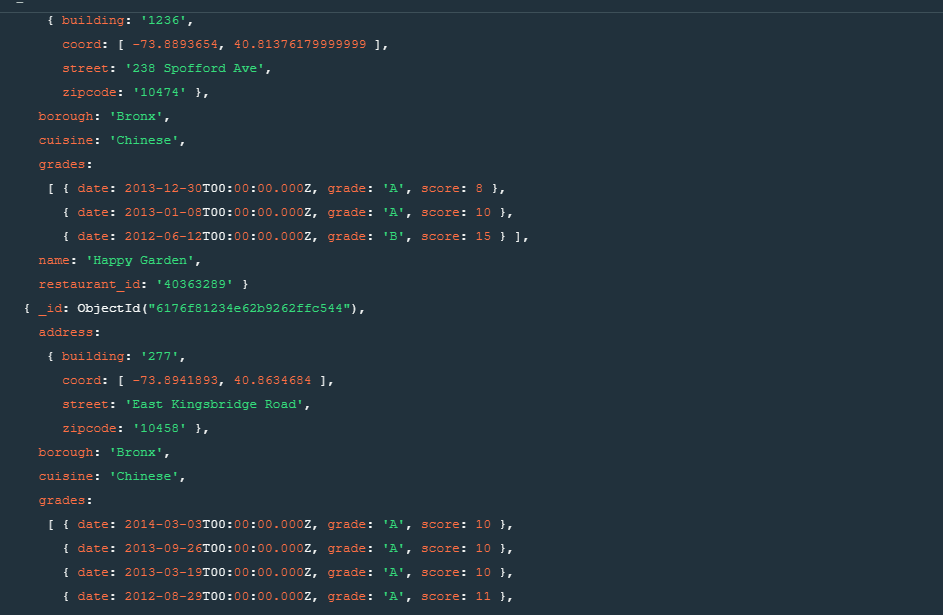 { building: '1236',
coord: [ -73.8893654, 40.81376179999999 ],
street: '238 Spofford Ave',
zipcode: '10474' },
borough: 'Bronx',
cuisine: 'Chinese',
grades:
[ { date: 2013-12-30T00:00:00.000Z, grade: 'A', score: 8 },
{ date: 2013-01-08T00:00:00.000Z, grade: 'A', score: 10 },
{ date: 2012-06-12T00:00:00.000Z, grade: 'B', score: 15 } ],
name: 'Happy Garden',
restaurant_id: '40363289' }
{ _id: ObjectId("6176f81234e62b9262ffc544"),
address:
{ building: '277',
coord: [ -73.8941893, 40.8634684 ],
street: 'East Kingsbridge Road',
zipcode: '10458' },
borough: 'Bronx',
cuisine: 'Chinese',
grades:
[ { date: 2014-03-03T00:00:00.000Z, grade: 'A', score: 10 },
{ date: 2013-09-26T00:00:00.000Z, grade: 'A', score: 10 },
{ date: 2013-03-19T00:00:00.000Z, grade: 'A', score: 10 },
{ date: 2012-08-29T00:00:00.000Z, grade: 'A', score: 11 },